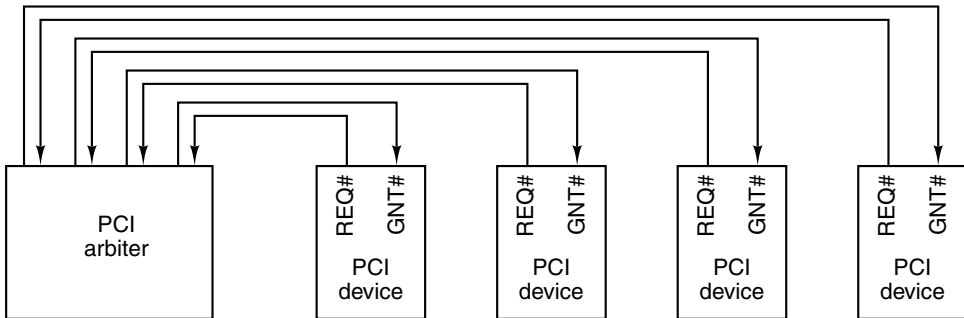 PCI
arbiter
REQ#
GNT#
PCI
device
REQ#
GNT#
PCI
device
REQ#
GNT#
PCI
device
REQ#
GNT#
PCI
device